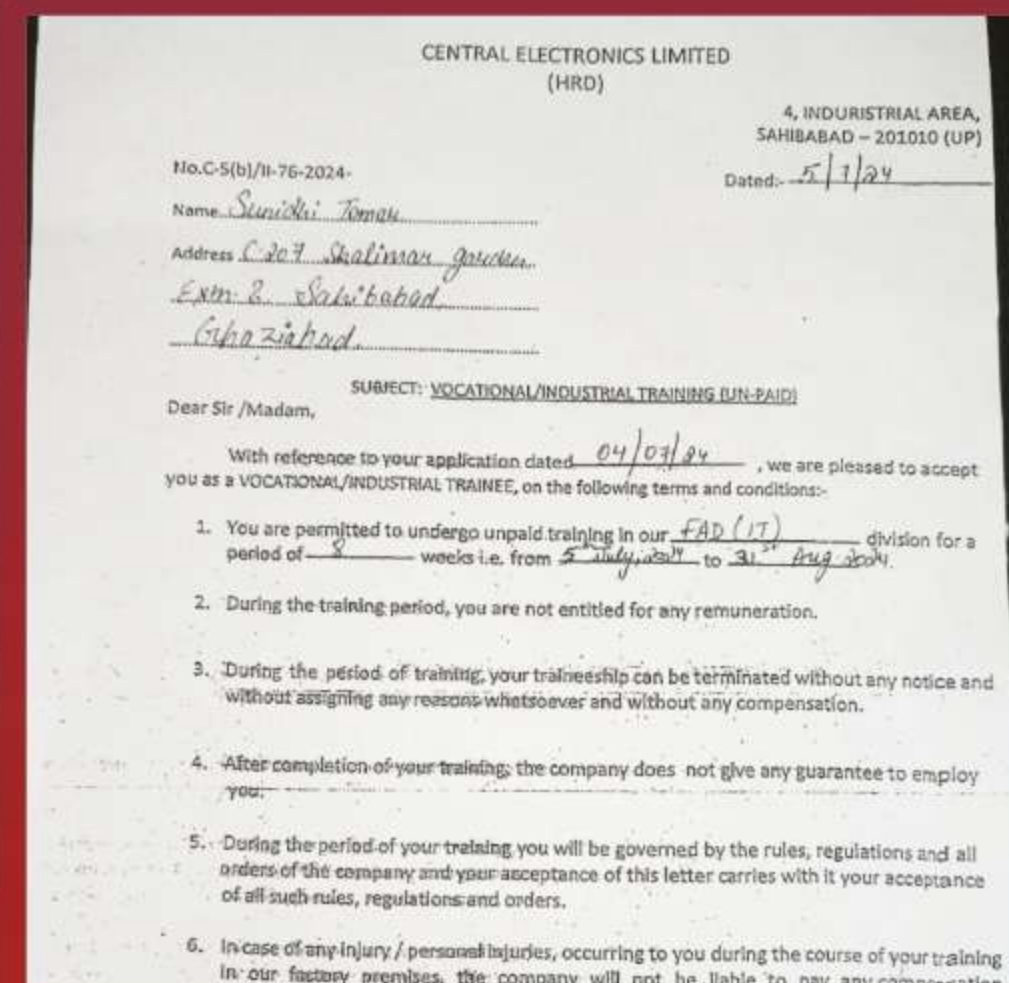 CENTRAL ELECTRONICS LIMITED
(HRD)
4, INDURISTRIAL AREA,
SAHIBABAD – 201010 (UP)
No.C-5(b)/II-76-2024-
Dated:- 5/7/24
Name Sunidhi Tomar
Address C 207 Shalimar garden
Extn-2 Sahibabad
Ghaziabad.
SUBJECT: VOCATIONAL/INDUSTRIAL TRAINING (UN-PAID)
Dear Sir /Madam,
With reference to your application dated 04/07/24 , we are pleased to accept
you as a VOCATIONAL/INDUSTRIAL TRAINEE, on the following terms and conditions:-
1. You are permitted to undergo unpaid training in our FAD (IT) division for a
period of 8 weeks i.e. from 5 July, 2024 to 31st Aug 2024.
2. During the training period, you are not entitled for any remuneration.
3. During the period of training, your traineeship can be terminated without any notice and
without assigning any reasons whatsoever and without any compensation.
4. After completion of your training, the company does not give any guarantee to employ
you.
5. During the period of your training you will be governed by the rules, regulations and all
orders of the company and your acceptance of this letter carries with it your acceptance
of all such rules, regulations and orders.
6. In case of any injury / personal injuries, occurring to you during the course of your training
in our factory premises, the company will not be liable to pay any compensation